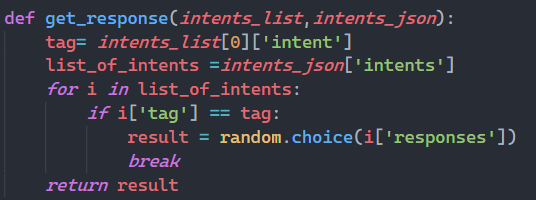 def get_response(intents_list,intents_json):
    tag= intents_list[0]['intent']
    list_of_intents =intents_json['intents']
    for i in list_of_intents:
        if i['tag'] == tag:
            result = random.choice(i['responses'])
            break
    return result